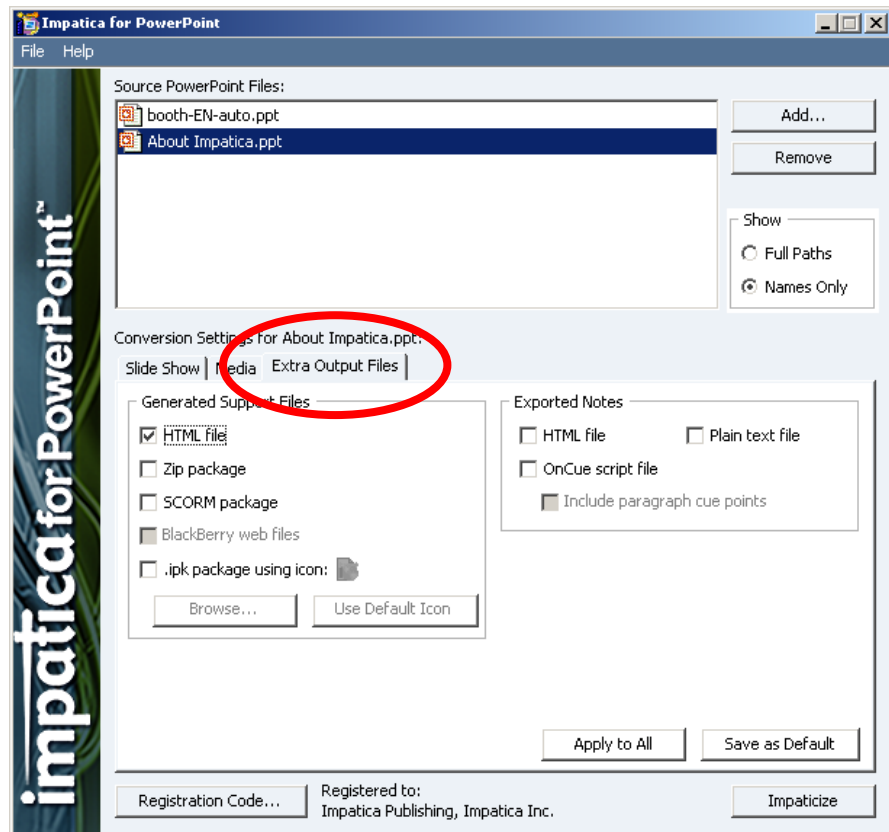 Impatica for PowerPoint
File Help
Source PowerPoint Files:
booth-EN-auto.ppt
About Impatica.ppt
Add...
Remove
Show
Full Paths
Names Only
impatica for PowerPoint™
Conversion Settings for About Impatica.ppt:
Slide Show Media Extra Output Files
Generated Support Files
HTML file
Zip package
SCORM package
BlackBerry web files
.ipk package using icon:
Browse... Use Default Icon
Exported Notes
HTML file Plain text file
OnCue script file
Include paragraph cue points
Apply to All Save as Default
Registration Code...
Registered to:
Impatica Publishing, Impatica Inc.
Impaticize